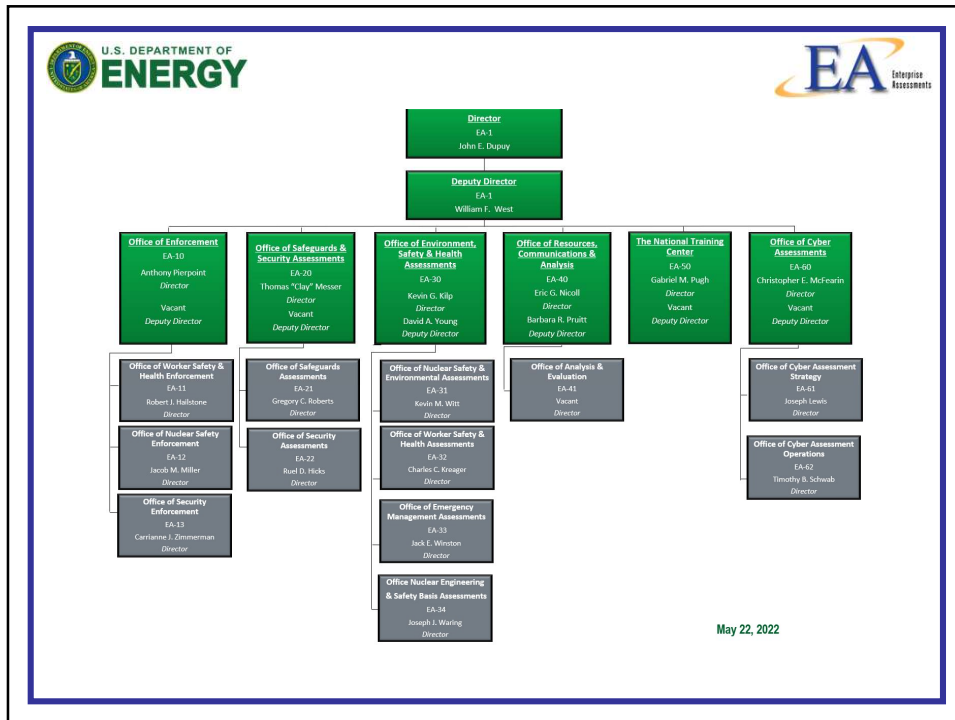 U.S. DEPARTMENT OF
ENERGY
EA
Enterprise
Assessments
Director
EA-1
John E. Dupuy
Deputy Director
EA-1
William F. West
Office of Enforcement
EA-10
Anthony Pierpoint
Director
Vacant
Deputy Director
Office of Safeguards &
Security Assessments
EA-20
Thomas “Clay” Messer
Director
Vacant
Deputy Director
Office of Environment,
Safety & Health
Assessments
EA-30
Kevin G. Kilp
Director
David A. Young
Deputy Director
Office of Resources,
Communications &
Analysis
EA-40
Eric G. Nicoll
Director
Barbara R. Pruitt
Deputy Director
The National Training
Center
EA-50
Gabriel M. Pugh
Director
Vacant
Deputy Director
Office of Cyber
Assessments
EA-60
Christopher E. McFearin
Director
Vacant
Deputy Director
Office of Worker Safety &
Health Enforcement
EA-11
Robert J. Hailstone
Director
Office of Nuclear Safety
Enforcement
EA-12
Jacob M. Miller
Director
Office of Security
Enforcement
EA-13
Carrianne J. Zimmerman
Director
Office of Safeguards
Assessments
EA-21
Gregory C. Roberts
Director
Office of Security
Assessments
EA-22
Ruel D. Hicks
Director
Office of Nuclear Safety &
Environmental Assessments
EA-31
Kevin M. Witt
Director
Office of Worker Safety &
Health Assessments
EA-32
Charles C. Kreager
Director
Office of Emergency
Management Assessments
EA-33
Jack E. Winston
Director
Office Nuclear Engineering
& Safety Basis Assessments
EA-34
Joseph J. Waring
Director
Office of Analysis &
Evaluation
EA-41
Vacant
Director
Office of Cyber Assessment
Strategy
EA-61
Joseph Lewis
Director
Office of Cyber Assessment
Operations
EA-62
Timothy B. Schwab
Director
May 22, 2022